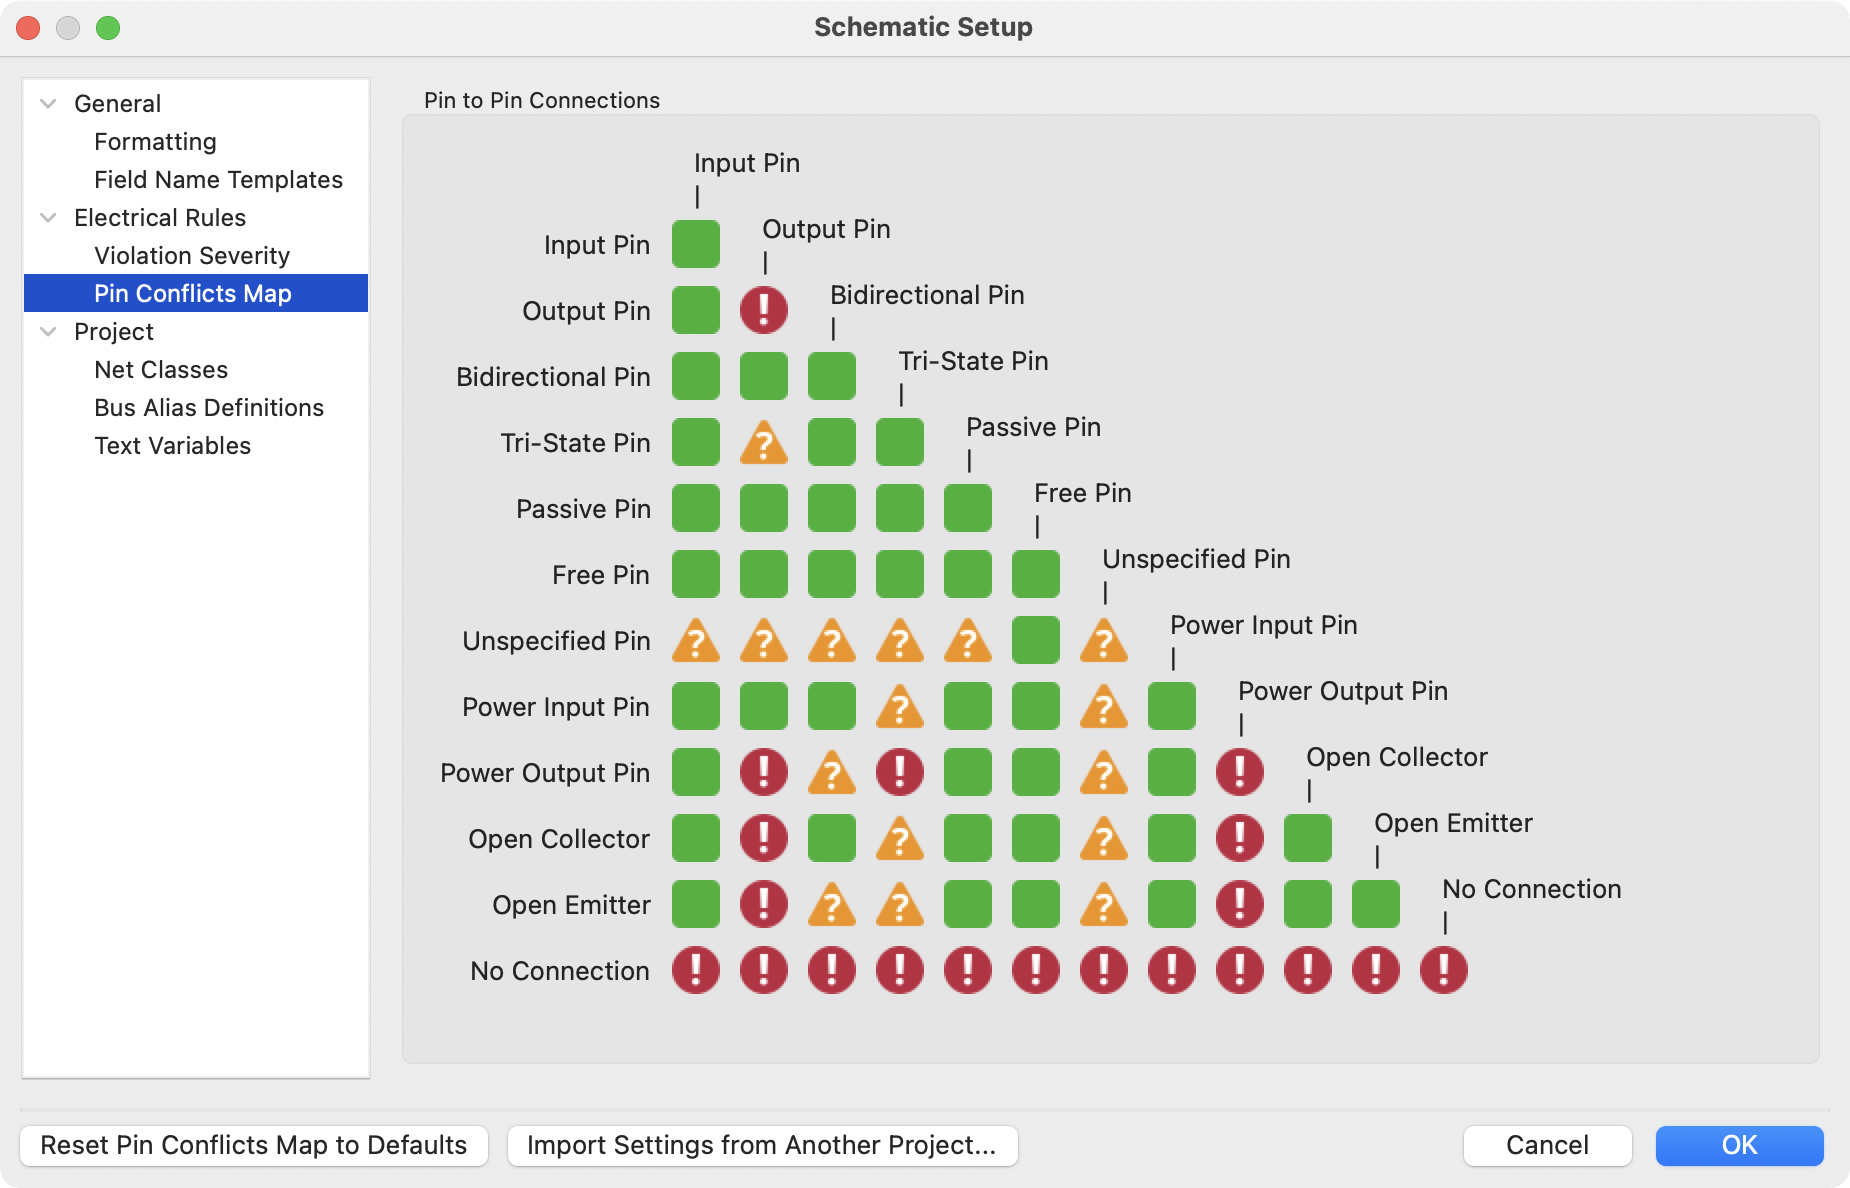 Schematic Setup
General
Formatting
Field Name Templates
Electrical Rules
Violation Severity
Pin Conflicts Map
Project
Net Classes
Bus Alias Definitions
Text Variables
Pin to Pin Connections
Input Pin
Input Pin
Output Pin
Output Pin
Bidirectional Pin
Bidirectional Pin
Tri-State Pin
Tri-State Pin
Passive Pin
Passive Pin
Free Pin
Free Pin
Unspecified Pin
Unspecified Pin
Power Input Pin
Power Input Pin
Power Output Pin
Power Output Pin
Open Collector
Open Collector
Open Emitter
Open Emitter
No Connection
No Connection
Reset Pin Conflicts Map to Defaults
Import Settings from Another Project...
Cancel
OK